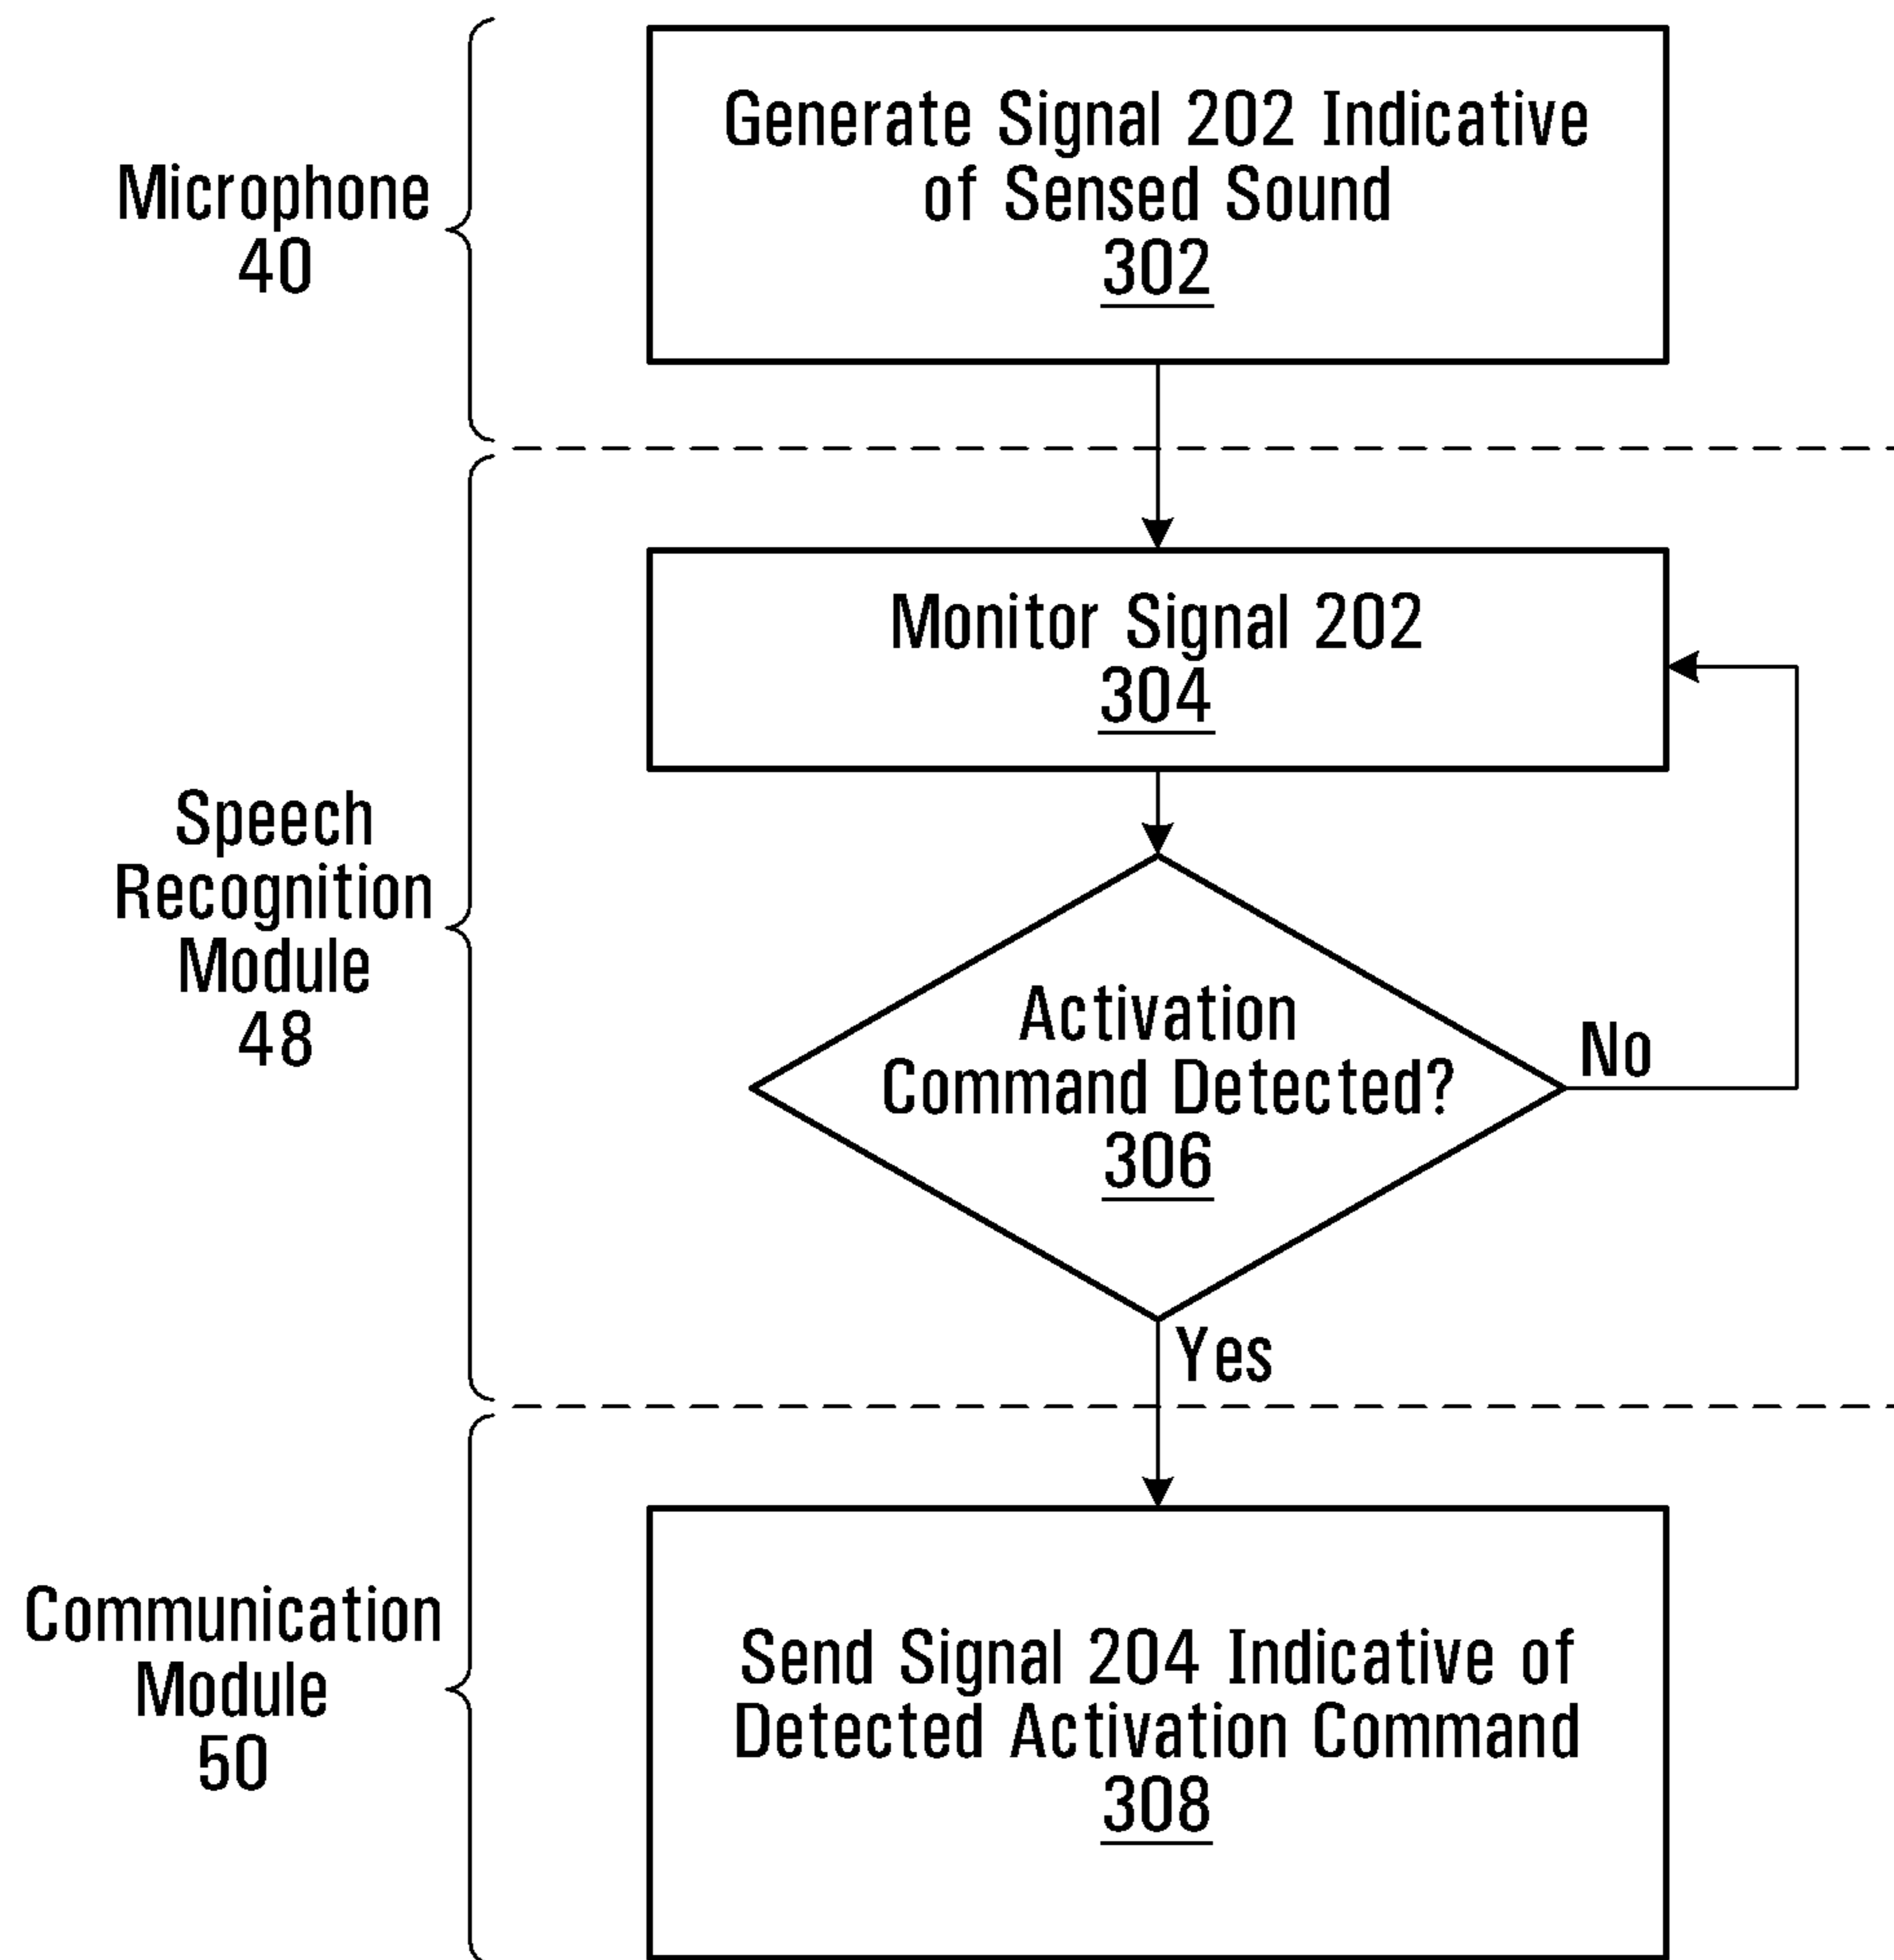 Microphone
40
Generate Signal 202 Indicative
of Sensed Sound
302
Speech
Recognition
Module
48
Monitor Signal 202
304
Activation
Command Detected?
306
No
Yes
Communication
Module
50
Send Signal 204 Indicative of
Detected Activation Command
308